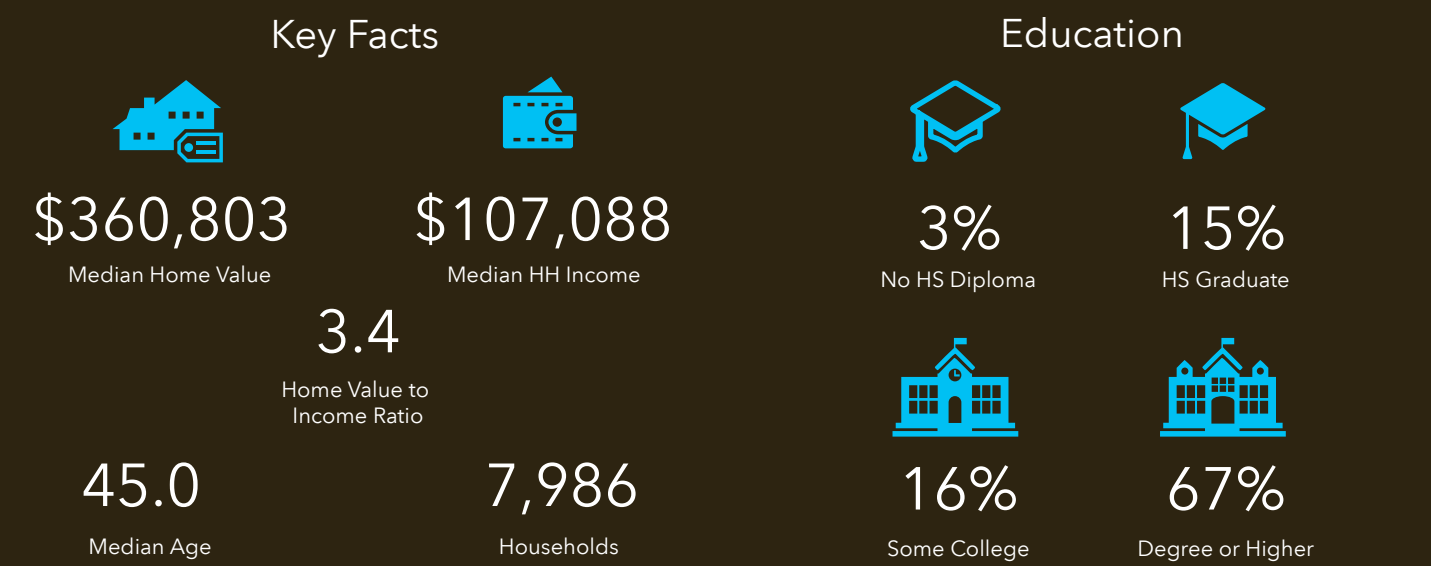 Key Facts
$360,803
Median Home Value
$107,088
Median HH Income
3.4
Home Value to
Income Ratio
45.0
Median Age
7,986
Households
Education
3%
No HS Diploma
15%
HS Graduate
16%
Some College
67%
Degree or Higher